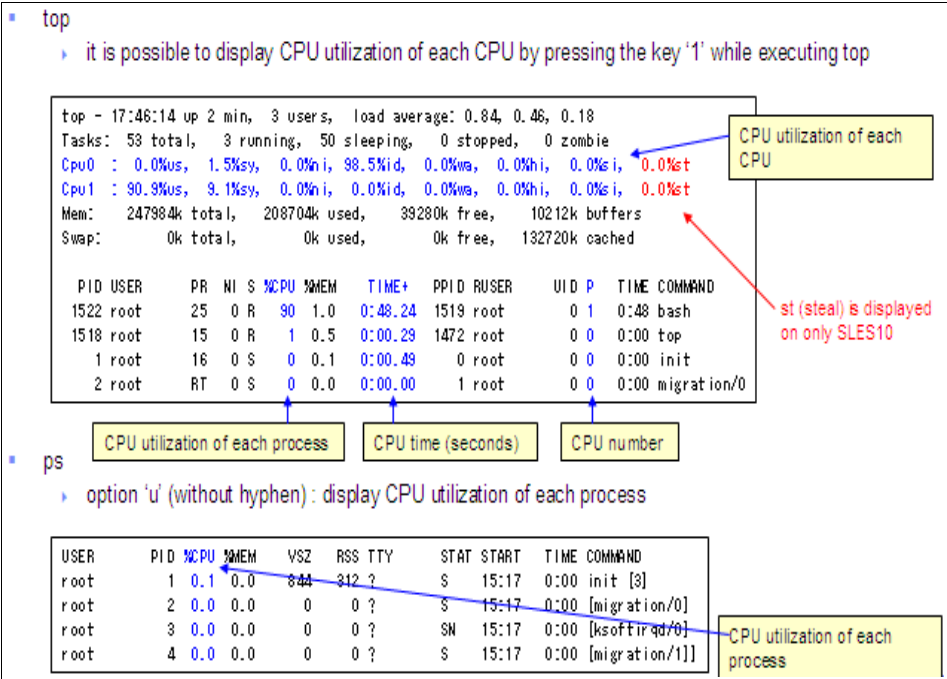 top
it is possible to display CPU utilization of each CPU by pressing the key ‘1’ while executing top
top - 17:46:14 up 2 min, 3 users, load average: 0.84, 0.46, 0.18
Tasks: 53 total, 3 running, 50 sleeping, 0 stopped, 0 zombie
Cpu0 : 0.0%us, 1.5%sy, 0.0%ni, 98.5%id, 0.0%wa, 0.0%hi, 0.0%si, 0.0%st
Cpu1 : 90.9%us, 9.1%sy, 0.0%ni, 0.0%id, 0.0%wa, 0.0%hi, 0.0%si, 0.0%st
Mem: 247984k total, 208704k used, 39280k free, 10212k buffers
Swap: 0k total, 0k used, 0k free, 132720k cached
CPU utilization of each
CPU
PID USER PR NI S %CPU %MEM TIME+ PPID RUSER UID P TIME COMMAND
1522 root 25 0 R 90 1.0 0:48.24 1519 root 0 1 0:48 bash
1518 root 15 0 R 1 0.5 0:00.29 1472 root 0 0 0:00 top
1 root 16 0 S 0 0.1 0:00.49 0 root 0 0 0:00 init
2 root RT 0 S 0 0.0 0:00.00 1 root 0 0 0:00 migration/0
st (steal) is displayed
on only SLES10
CPU utilization of each process
CPU time (seconds)
CPU number
ps
option ‘u’ (without hyphen) : display CPU utilization of each process
USER PID %CPU %MEM VSZ RSS TTY STAT START TIME COMMAND
root 1 0.1 0.0 844 312 ? S 15:17 0:00 init [3]
root 2 0.0 0.0 0 0 ? S 15:17 0:00 [migration/0]
root 3 0.0 0.0 0 0 ? SN 15:17 0:00 [ksoftirqd/0]
root 4 0.0 0.0 0 0 ? S 15:17 0:00 [migration/1]]
CPU utilization of each
process